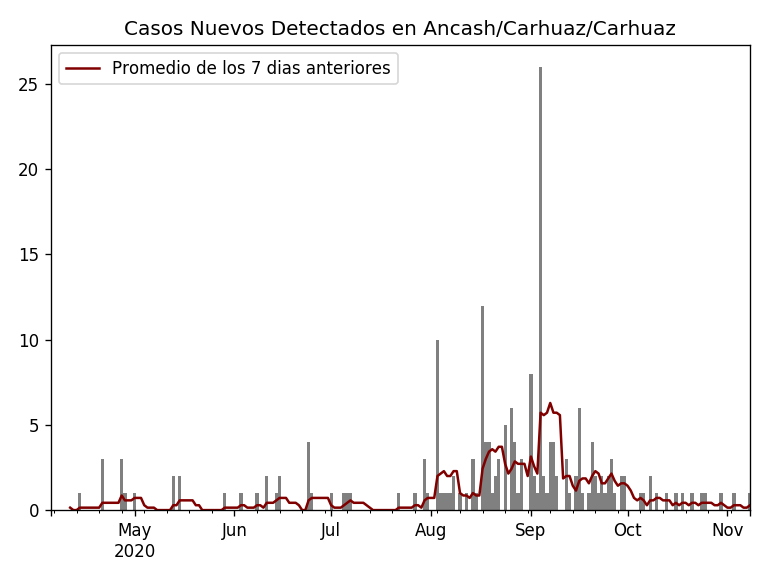 Casos Nuevos Detectados en Ancash/Carhuaz/Carhuaz
Promedio de los 7 dias anteriores
25
20
15
10
5
0
May Jun Jul Aug Sep Oct Nov
2020